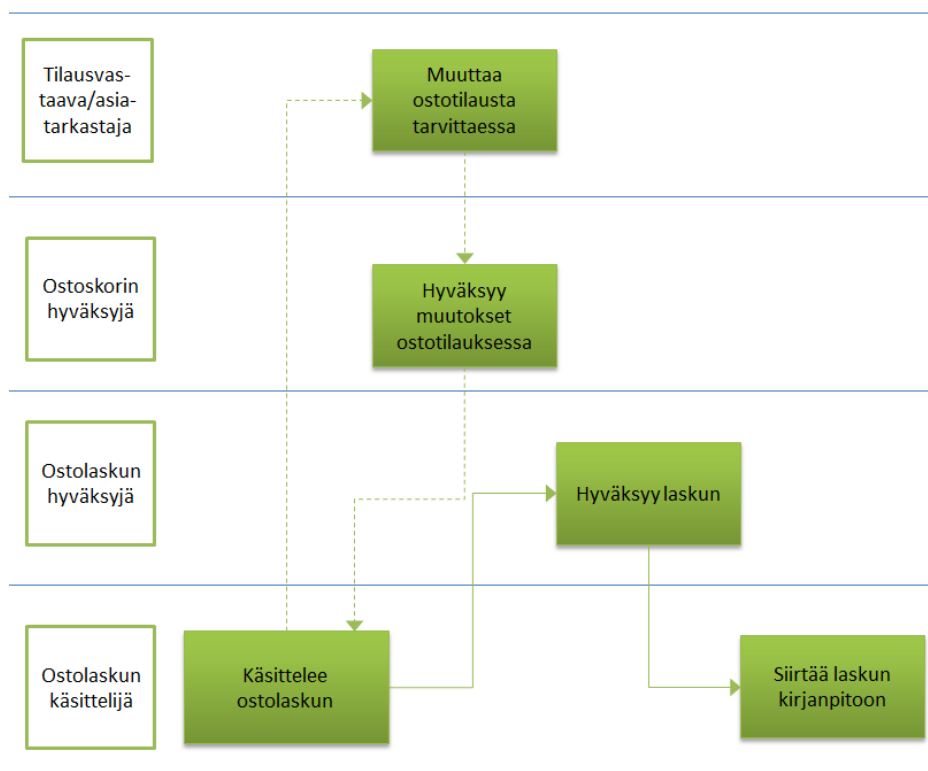 Tilausvas-
taava/asia-
tarkastaja
Muuttaa
ostotilausta
tarvittaessa
Ostoskorin
hyväksyjä
Hyväksyy
muutokset
ostotilauksessa
Ostolaskun
hyväksyjä
Hyväksyy laskun
Ostolaskun
käsittelijä
Käsittelee
ostolaskun
Siirtää laskun
kirjanpitoon